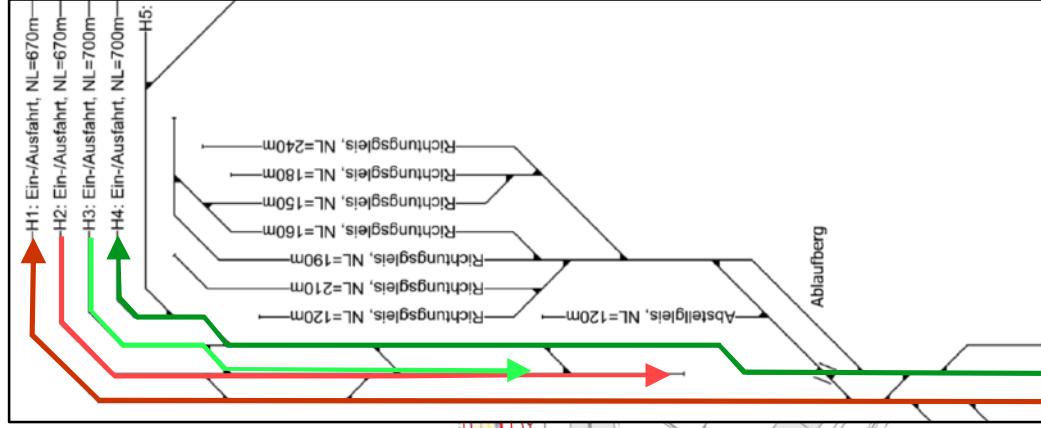 H1: Ein-/Ausfahrt, NL=670m
H2: Ein-/Ausfahrt, NL=670m
H3: Ein-/Ausfahrt, NL=700m
H4: Ein-/Ausfahrt, NL=700m
H5:
Richtungsgleis, NL=240m
Richtungsgleis, NL=180m
Richtungsgleis, NL=150m
Richtungsgleis, NL=160m
Richtungsgleis, NL=190m
Richtungsgleis, NL=210m
Richtungsgleis, NL=120m
Abstellgleis, NL=120m
Ablaufberg